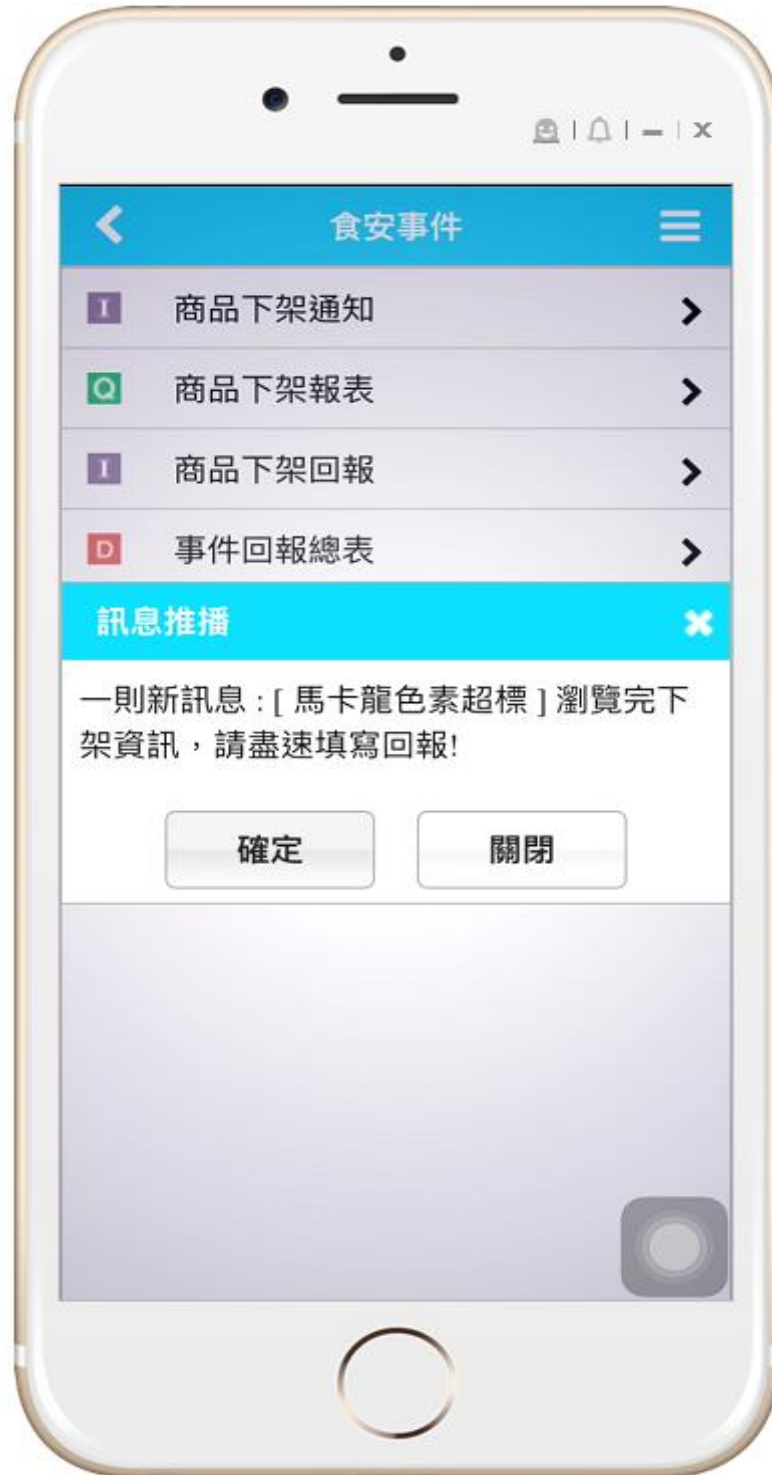 食安事件
I 商品下架通知
Q 商品下架報表
I 商品下架回報
D 事件回報總表
訊息推播
一則新訊息 : [ 馬卡龍色素超標 ] 瀏覽完下
架資訊，請盡速填寫回報!
確定 關閉